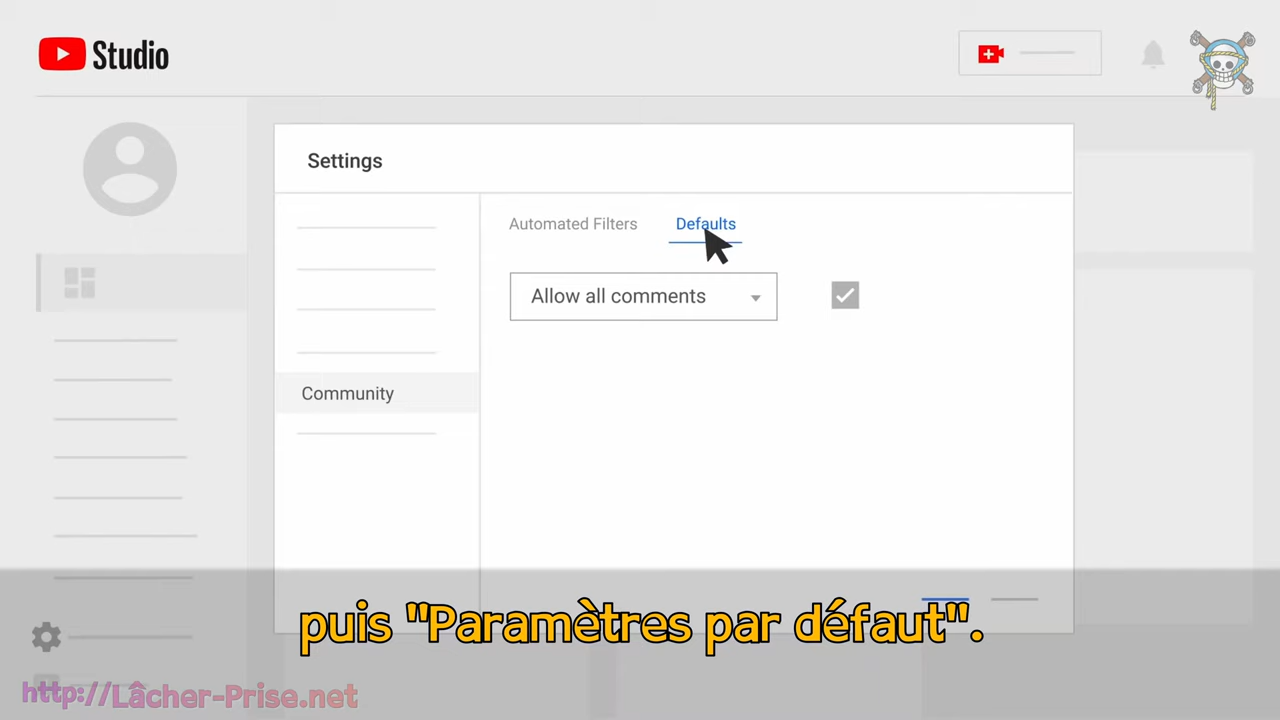 Studio
Settings
Automated Filters
Defaults
Allow all comments
Community
puis "Paramètres par défaut".
http://Lâcher-Prise.net